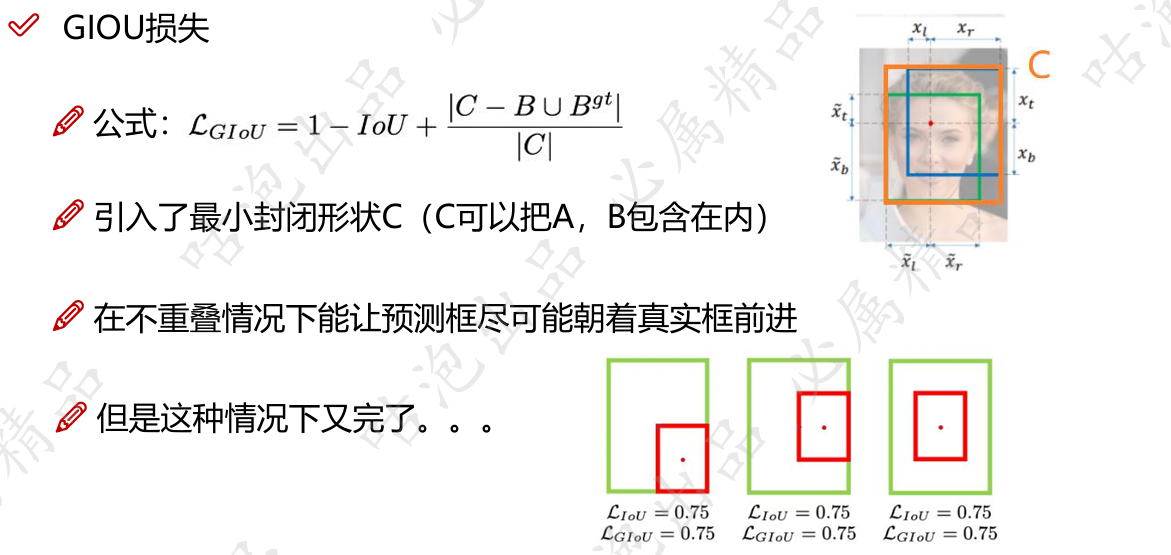 GIOU损失
公式：$\mathcal{L}_{GIoU} = 1 - IoU + \frac{|C - B \cup B^{gt}|}{|C|}$
引入了最小封闭形状C（C可以把A，B包含在内）
在不重叠情况下能让预测框尽可能朝着真实框前进
但是这种情况下又完了。。。
$x_l$ $x_r$
C
$\tilde{x}_t$ $x_t$
$\tilde{x}_b$ $x_b$
$\tilde{x}_l$ $\tilde{x}_r$
$\mathcal{L}_{IoU} = 0.75$ $\mathcal{L}_{IoU} = 0.75$ $\mathcal{L}_{IoU} = 0.75$
$\mathcal{L}_{GIoU} = 0.75$ $\mathcal{L}_{GIoU} = 0.75$ $\mathcal{L}_{GIoU} = 0.75$
咕泡出品 必属精品